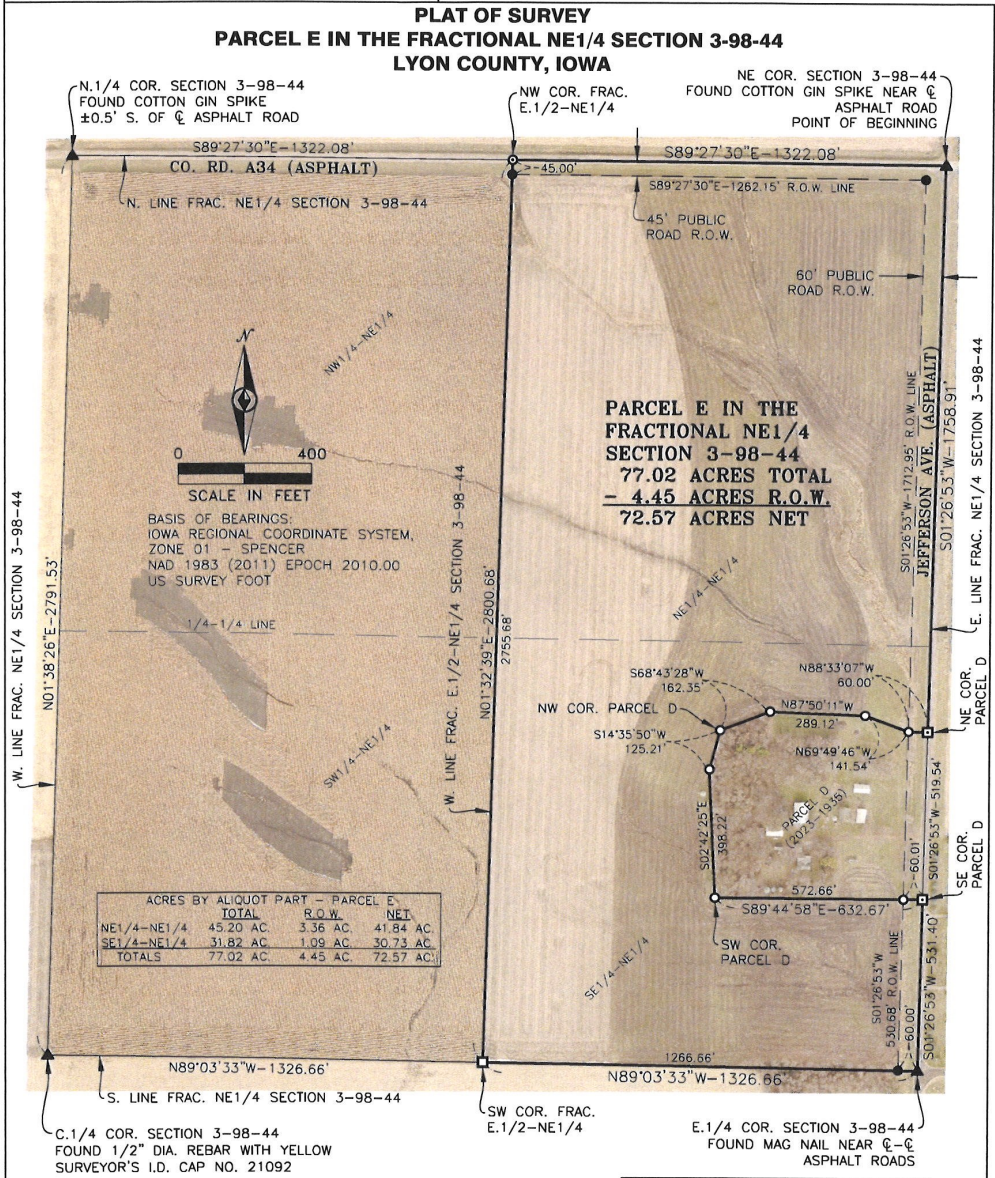 PLAT OF SURVEY
PARCEL E IN THE FRACTIONAL NE1/4 SECTION 3-98-44
LYON COUNTY, IOWA
N.1/4 COR. SECTION 3-98-44
FOUND COTTON GIN SPIKE
±0.5' S. OF ℄ ASPHALT ROAD
NW COR. FRAC.
E.1/2-NE1/4
NE COR. SECTION 3-98-44
FOUND COTTON GIN SPIKE NEAR ℄
ASPHALT ROAD
POINT OF BEGINNING
S89°27'30"E-1322.08'
S89°27'30"E-1322.08'
CO. RD. A34 (ASPHALT)
45.00'
S89°27'30"E-1262.15' R.O.W. LINE
N. LINE FRAC. NE1/4 SECTION 3-98-44
45' PUBLIC
ROAD R.O.W.
60' PUBLIC
ROAD R.O.W.
N
NW1/4-NE1/4
0 400
SCALE IN FEET
BASIS OF BEARINGS:
IOWA REGIONAL COORDINATE SYSTEM,
ZONE 01 - SPENCER
NAD 1983 (2011) EPOCH 2010.00
US SURVEY FOOT
PARCEL E IN THE
FRACTIONAL NE1/4
SECTION 3-98-44
77.02 ACRES TOTAL
- 4.45 ACRES R.O.W.
72.57 ACRES NET
W. LINE FRAC. NE1/4 SECTION 3-98-44
N01°38'26"E-2791.53'
W. LINE FRAC. E.1/2-NE1/4 SECTION 3-98-44
N01°32'39"E-2800.68'
2755.68'
S01°26'53"W-1712.95' R.O.W. LINE
JEFFERSON AVE. (ASPHALT)
S01°26'53"W-1758.91'
E. LINE FRAC. NE1/4 SECTION 3-98-44
NE1/4-NE1/4
1/4-1/4 LINE
SW1/4-NE1/4
S68°43'28"W
162.35'
N88°33'07"W
60.00'
NW COR. PARCEL D
N87°50'11"W
289.12'
NE COR.
PARCEL D
S14°35'50"W
125.21'
N69°49'46"W
141.54'
S02°42'25"E
398.22'
PARCEL D
(2023-1935)
S01°26'53"W-519.54'
60.01'
SE COR.
PARCEL D
572.66'
S89°44'58"E-632.67'
SW COR.
PARCEL D
ACRES BY ALIQUOT PART - PARCEL E
TOTAL R.O.W. NET
NE1/4-NE1/4 45.20 AC. 3.36 AC. 41.84 AC.
SE1/4-NE1/4 31.82 AC. 1.09 AC. 30.73 AC.
TOTALS 77.02 AC. 4.45 AC. 72.57 AC.
SE1/4-NE1/4
S01°26'53"W
530.68' R.O.W. LINE
60.00'
S01°26'53"W-531.40'
N89°03'33"W-1326.66'
1266.66'
N89°03'33"W-1326.66'
S. LINE FRAC. NE1/4 SECTION 3-98-44
C.1/4 COR. SECTION 3-98-44
FOUND 1/2" DIA. REBAR WITH YELLOW
SURVEYOR'S I.D. CAP NO. 21092
SW COR. FRAC.
E.1/2-NE1/4
E.1/4 COR. SECTION 3-98-44
FOUND MAG NAIL NEAR ℄-℄
ASPHALT ROADS